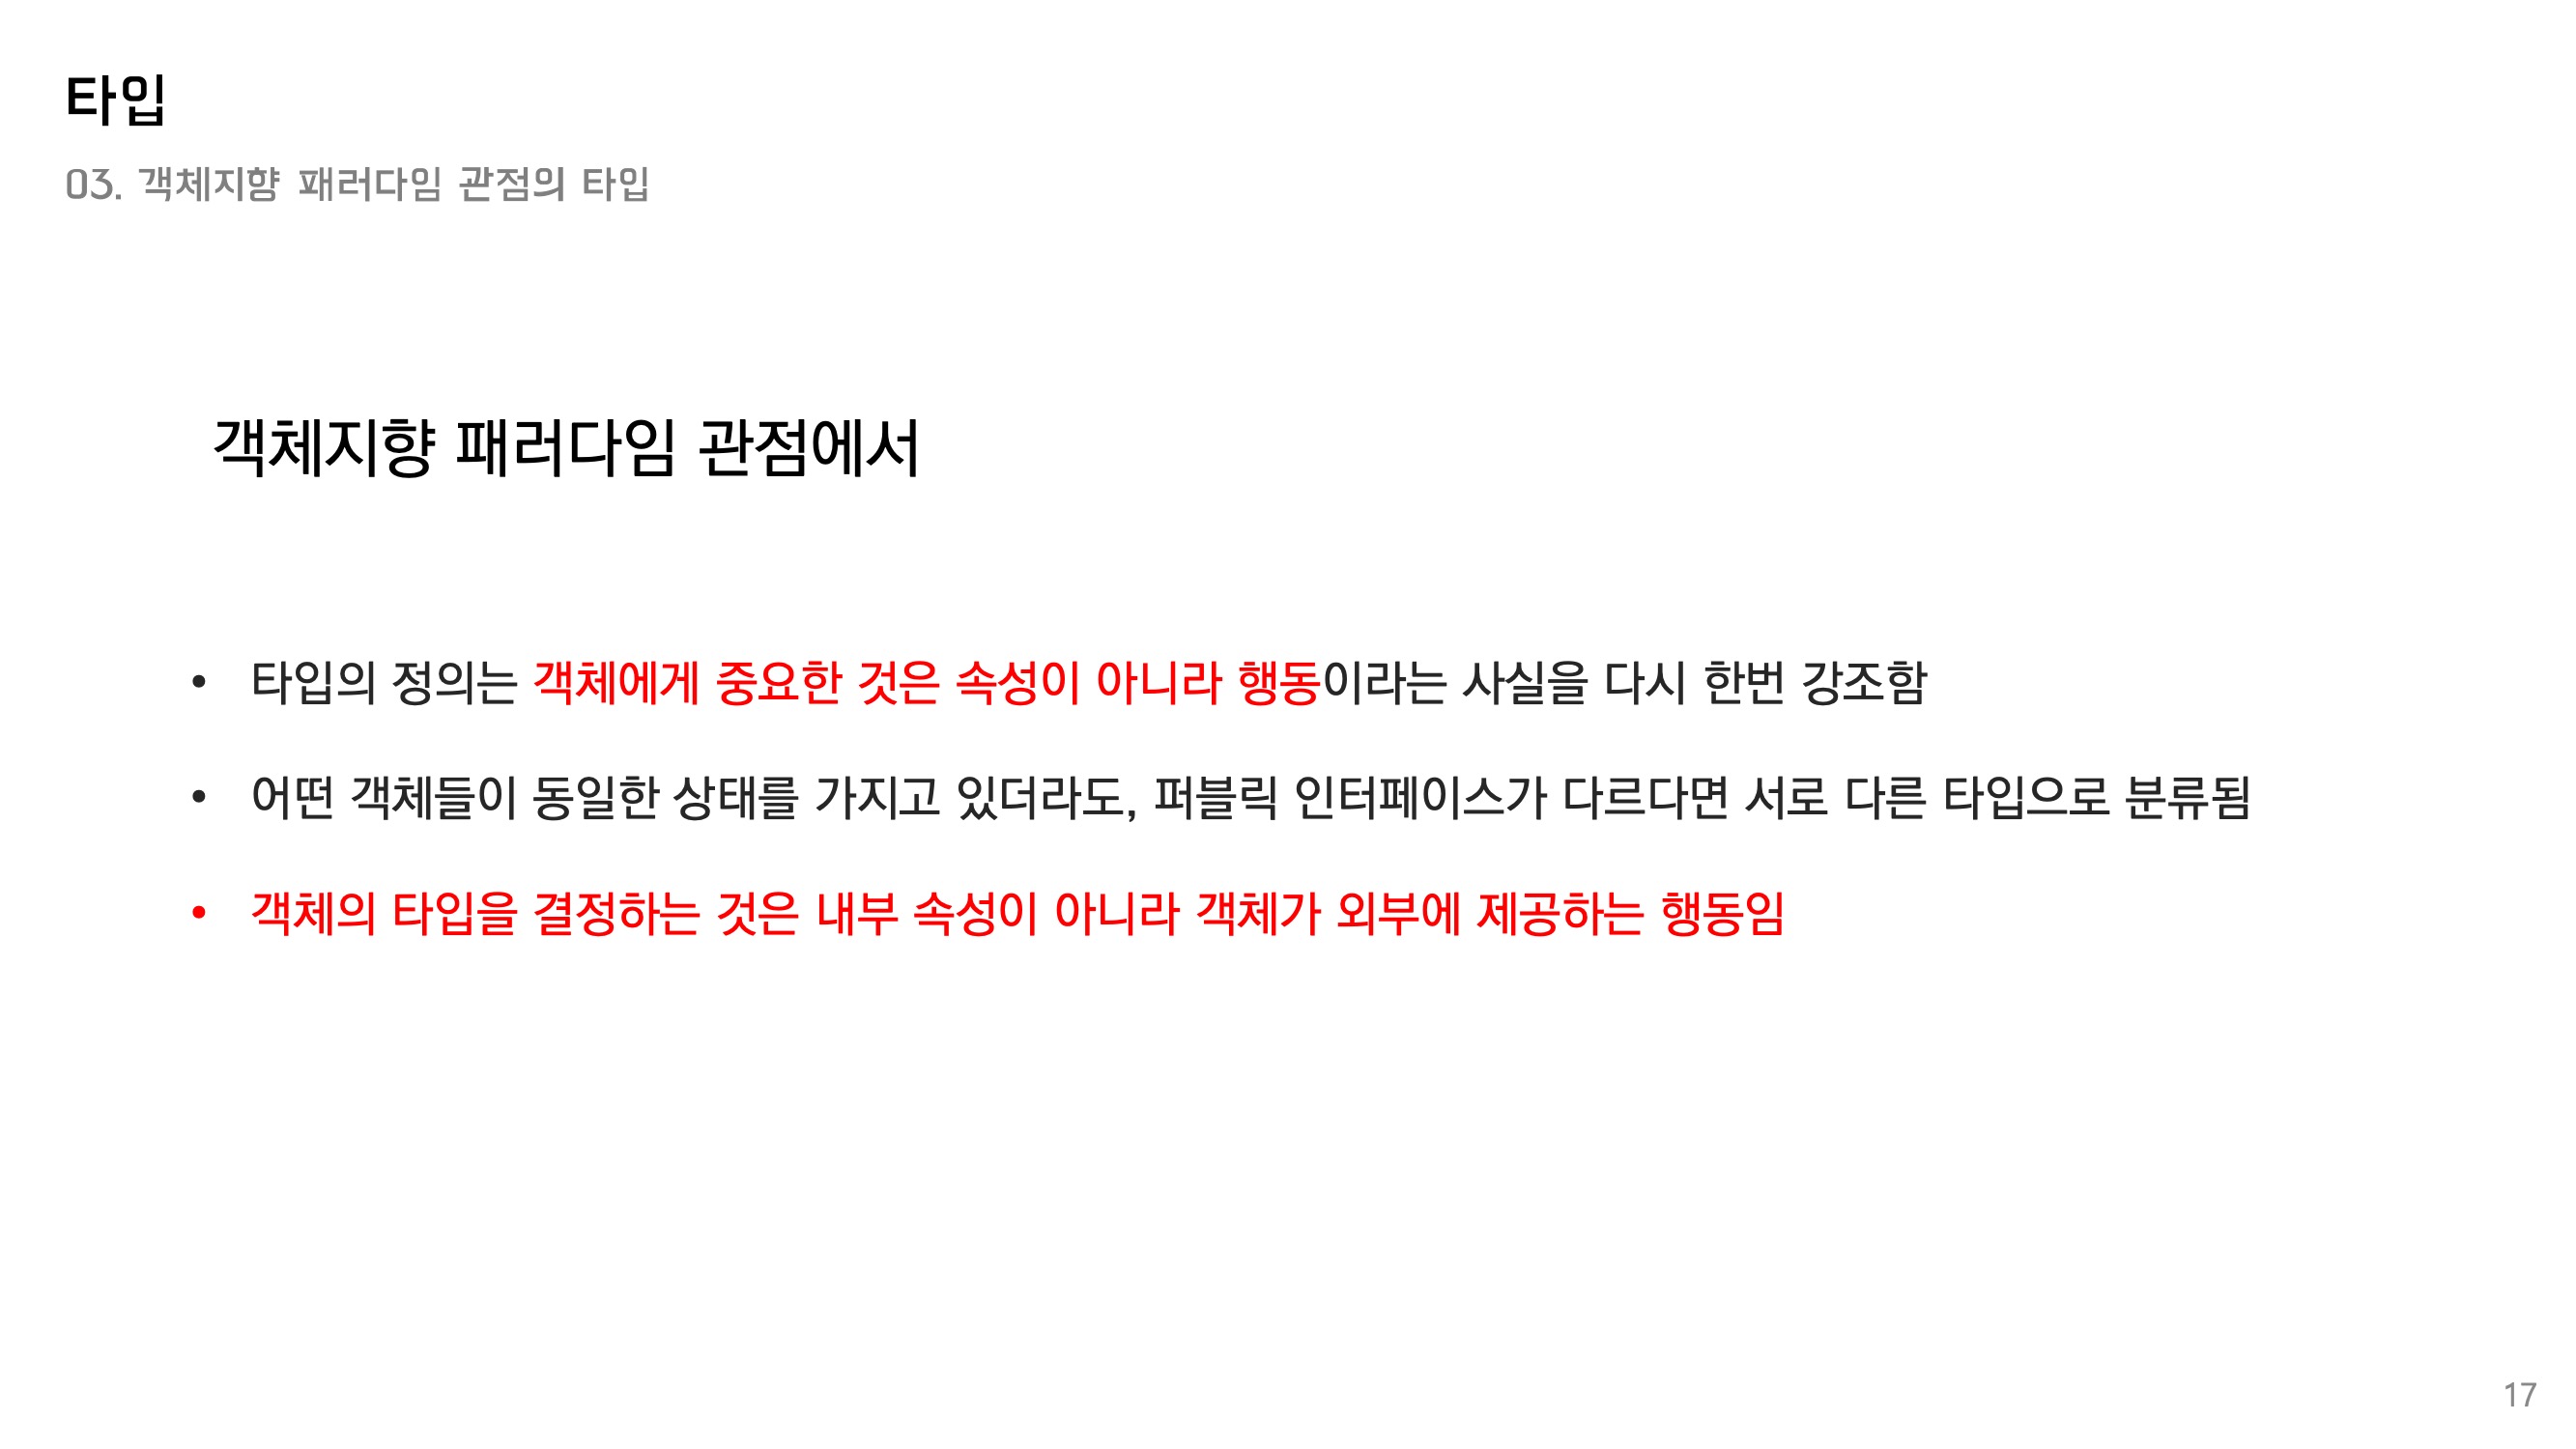 타입
03. 객체지향 패러다임 관점의 타입
객체지향 패러다임 관점에서
• 타입의 정의는 객체에게 중요한 것은 속성이 아니라 행동이라는 사실을 다시 한번 강조함
• 어떤 객체들이 동일한 상태를 가지고 있더라도, 퍼블릭 인터페이스가 다르다면 서로 다른 타입으로 분류됨
• 객체의 타입을 결정하는 것은 내부 속성이 아니라 객체가 외부에 제공하는 행동임
17